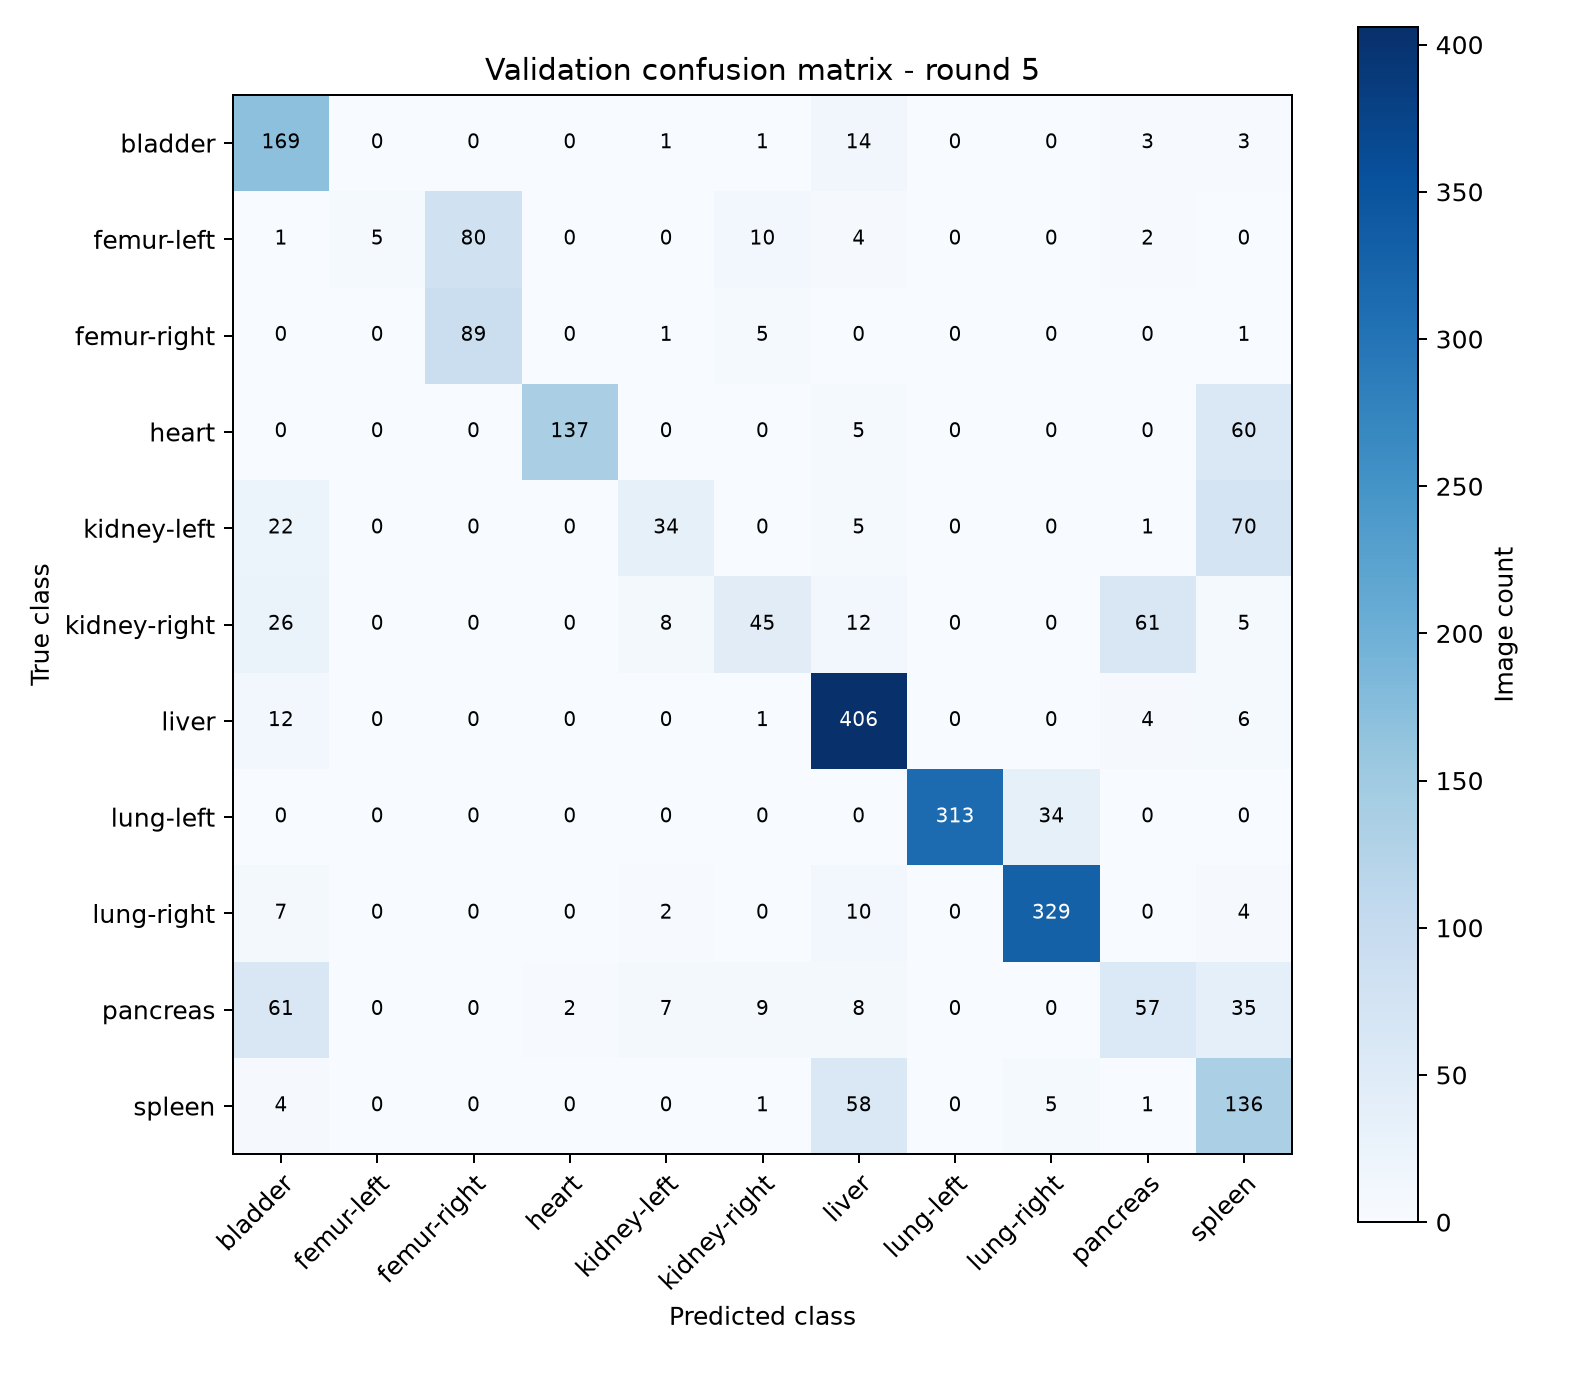 Validation confusion matrix - round 5
bladder 169 0 0 0 1 1 14 0 0 3 3
femur-left 1 5 80 0 0 10 4 0 0 2 0
femur-right 0 0 89 0 1 5 0 0 0 0 1
heart 0 0 0 137 0 0 5 0 0 0 60
kidney-left 22 0 0 0 34 0 5 0 0 1 70
kidney-right 26 0 0 0 8 45 12 0 0 61 5
liver 12 0 0 0 0 1 406 0 0 4 6
lung-left 0 0 0 0 0 0 0 313 34 0 0
lung-right 7 0 0 0 2 0 10 0 329 0 4
pancreas 61 0 0 2 7 9 8 0 0 57 35
spleen 4 0 0 0 0 1 58 0 5 1 136
True class
bladder femur-left femur-right heart kidney-left kidney-right liver lung-left lung-right pancreas spleen
Predicted class
400
350
300
250
200
150
100
50
0
Image count